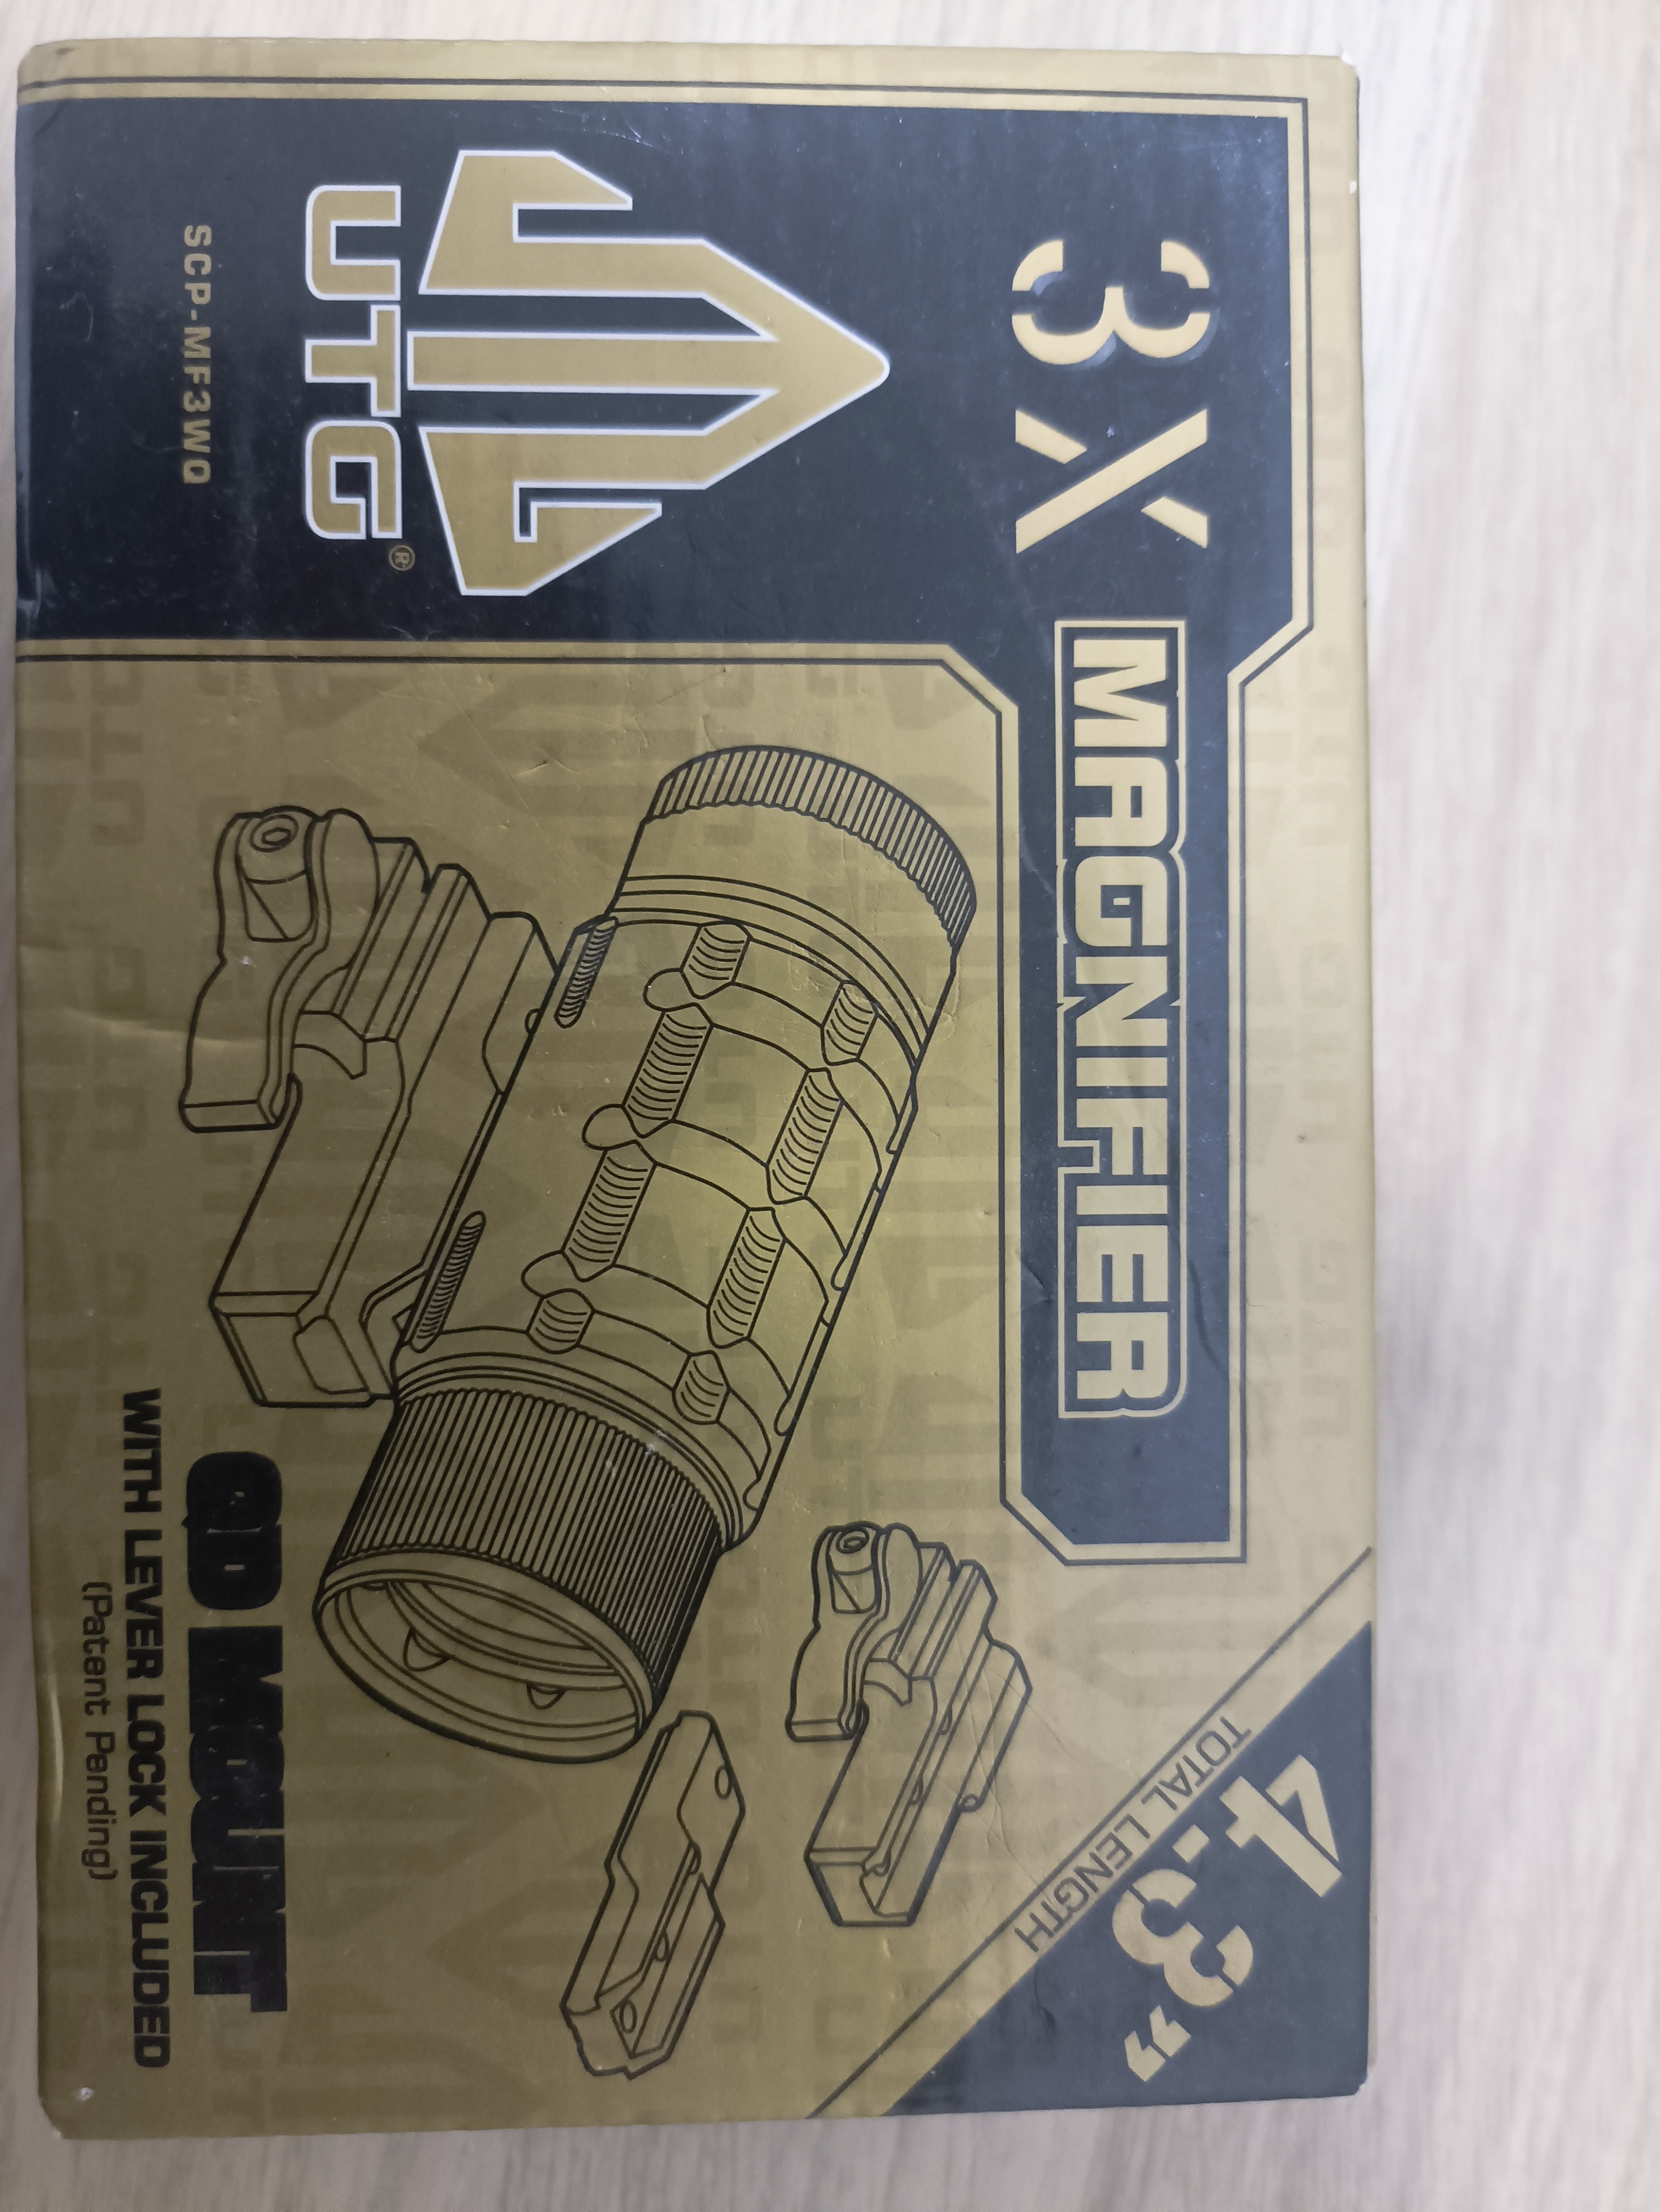 3X MAGNIFIER
UTG®
SCP-MF3WQ
4.3”
TOTAL LENGTH
QD MOUNT
WITH LEVER LOCK INCLUDED
(Patent Pending)